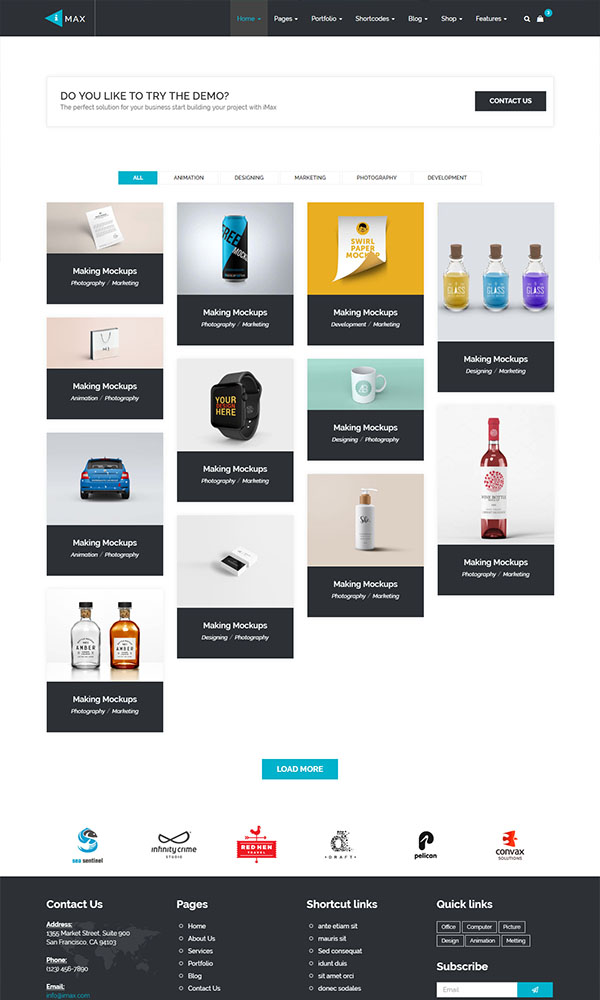 i MAX
Home Pages Portfolio Shortcodes Blog Shop Features
DO YOU LIKE TO TRY THE DEMO?
The perfect solution for your business start building your project with iMax
CONTACT US
ALL ANIMATION DESIGNING MARKETING PHOTOGRAPHY DEVELOPMENT
Making Mockups
Photography / Marketing
Making Mockups
Animation / Photography
Making Mockups
Animation / Photography
AMBER
AMBER
Making Mockups
Photography / Marketing
FREE
MOCKUP
Making Mockups
Photography / Marketing
YOUR
DESIGN
HERE
Making Mockups
Photography / Marketing
Making Mockups
Designing / Photography
SWIRL
PAPER
MOCKUP
Making Mockups
Development / Marketing
Making Mockups
Designing / Photography
Making Mockups
Photography / Marketing
GLASS GLASS GLASS
Making Mockups
Designing / Marketing
WINE BOTTLE
Making Mockups
Photography / Marketing
LOAD MORE
sea sentinel
infinity crime
STUDIO
RED HEN
TRAVEL
DRAFT
pelican
convax
SOLUTIONS
Contact Us
Address:
1355 Market Street, Suite 900
San Francisco, CA 94103
Phone:
(123) 456-7890
Email:
info@imax.com
Pages
Home
About Us
Services
Portfolio
Blog
Contact Us
Shortcut links
ante etiam sit
mauris sit
Sed consequat
idunt duis
sit amet orci
donec sodales
Quick links
Office Computer Picture
Design Animation Metting
Subscribe
Email